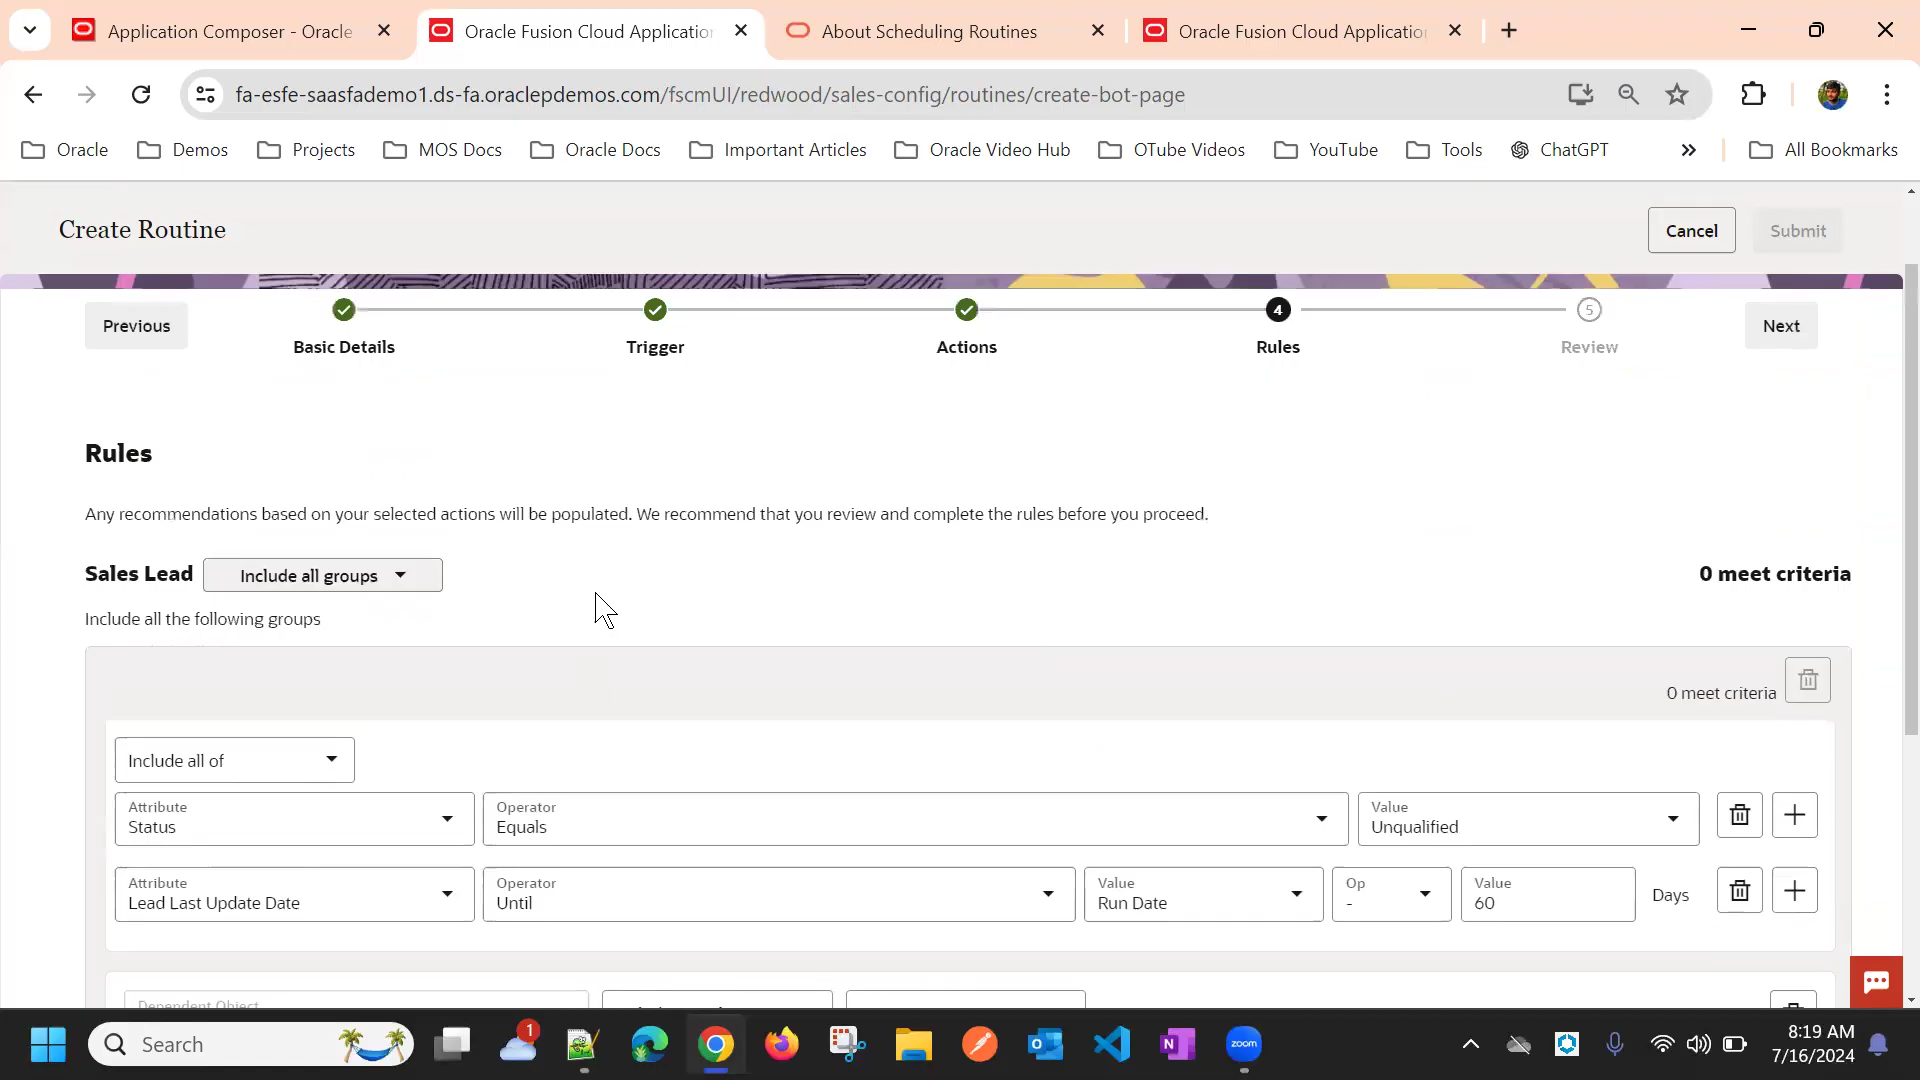 Application Composer - Oracle
Oracle Fusion Cloud Applicatio
About Scheduling Routines
Oracle Fusion Cloud Applicatio
fa-esfe-saasfademo1.ds-fa.oraclepdemos.com/fscmUI/redwood/sales-config/routines/create-bot-page
Oracle
Demos
Projects
MOS Docs
Oracle Docs
Important Articles
Oracle Video Hub
OTube Videos
YouTube
Tools
ChatGPT
All Bookmarks
Create Routine
Cancel
Submit
Previous
4
5
Next
Basic Details
Trigger
Actions
Rules
Review
Rules
Any recommendations based on your selected actions will be populated. We recommend that you review and complete the rules before you proceed.
Sales Lead
Include all groups
0 meet criteria
Include all the following groups
0 meet criteria
Include all of
Attribute
Status
Operator
Equals
Value
Unqualified
Attribute
Lead Last Update Date
Operator
Until
Value
Run Date
Op
-
Value
60
Days
Dependent Object
1
Search
zoom
8:19 AM
7/16/2024